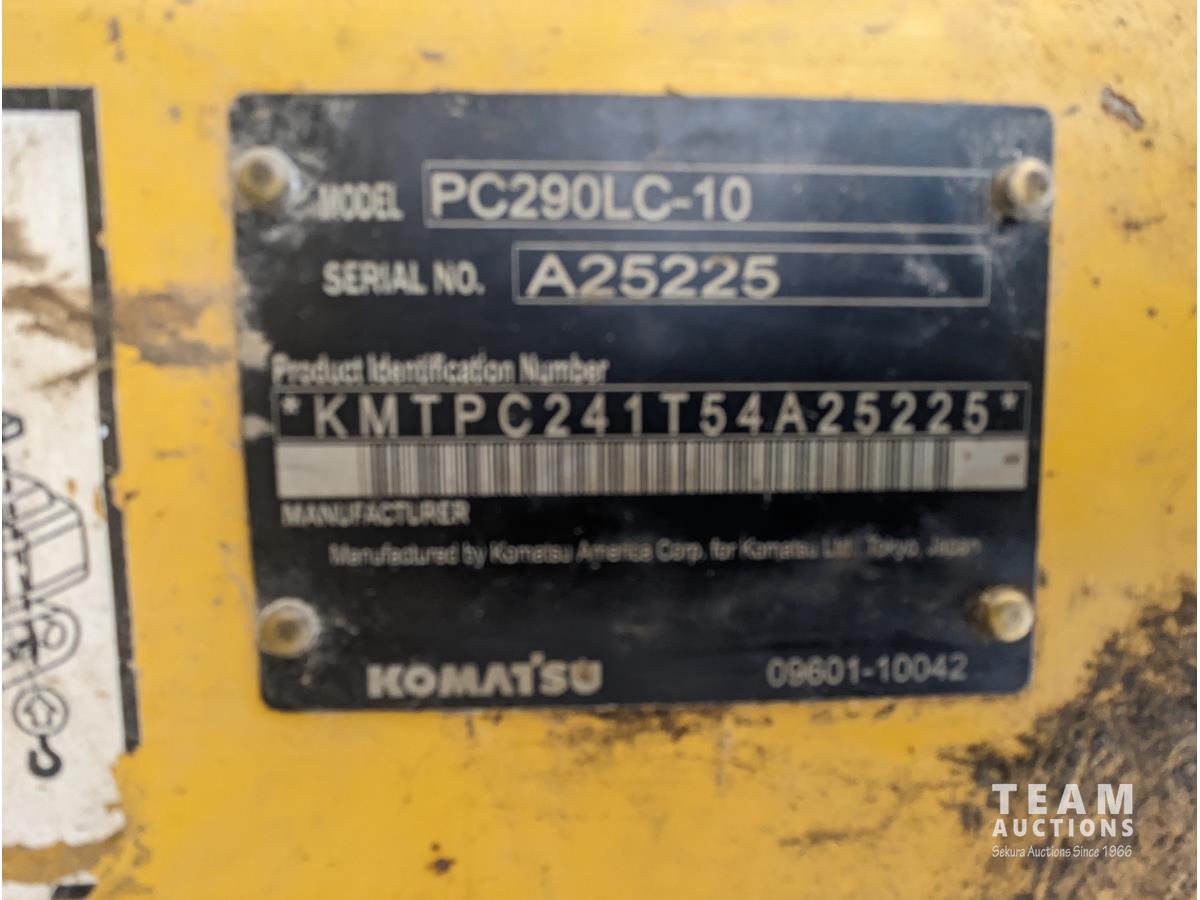 MODEL PC290LC-10
SERIAL NO. A25225
Product Identification Number
*KMTPC241T54A25225*
MANUFACTURER
Manufactured by Komatsu America Corp. for Komatsu Ltd. Tokyo, Japan
KOMATSU 09601-10042
TEAM
AUCTIONS
Sekura Auctions Since 1966